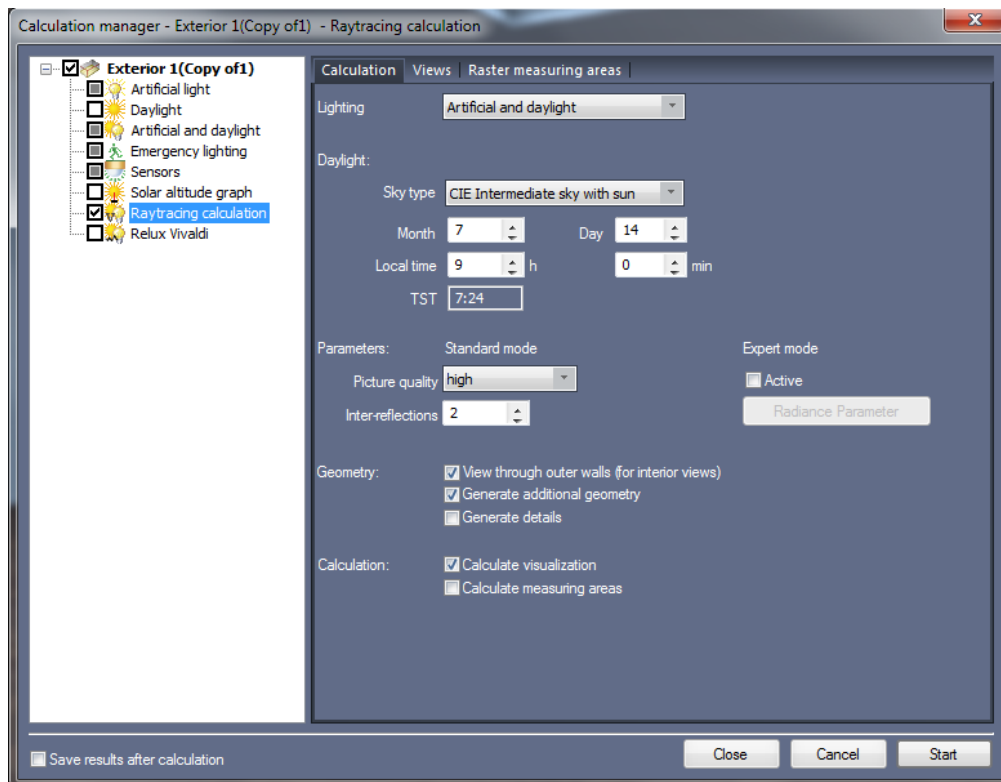 Calculation manager - Exterior 1(Copy of1) - Raytracing calculation
Exterior 1(Copy of1)
Artificial light
Daylight
Artificial and daylight
Emergency lighting
Sensors
Solar altitude graph
Raytracing calculation
Relux Vivaldi
Calculation Views Raster measuring areas
Lighting Artificial and daylight
Daylight:
Sky type CIE Intermediate sky with sun
Month 7 Day 14
Local time 9 h 0 min
TST 7:24
Parameters: Standard mode Expert mode
Picture quality high Active
Inter-reflections 2 Radiance Parameter
Geometry: View through outer walls (for interior views)
Generate additional geometry
Generate details
Calculation: Calculate visualization
Calculate measuring areas
Save results after calculation Close Cancel Start